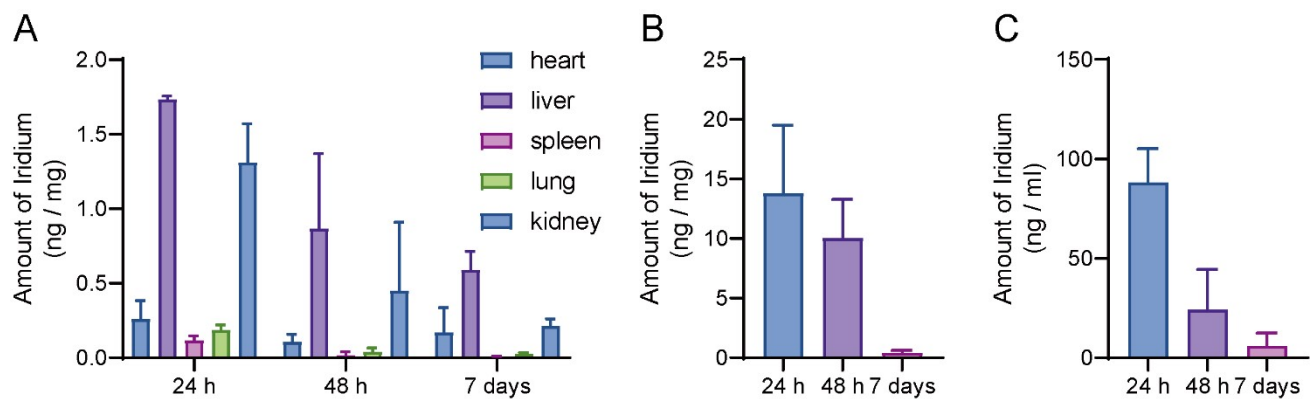 A
Amount of Iridium
(ng / mg)
2.0
1.5
1.0
0.5
0.0
24 h
48 h
7 days
heart
liver
spleen
lung
kidney
B
Amount of Iridium
(ng / mg)
25
20
15
10
5
0
24 h
48 h
7 days
C
Amount of Iridium
(ng / ml)
150
100
50
0
24 h
48 h
7 days